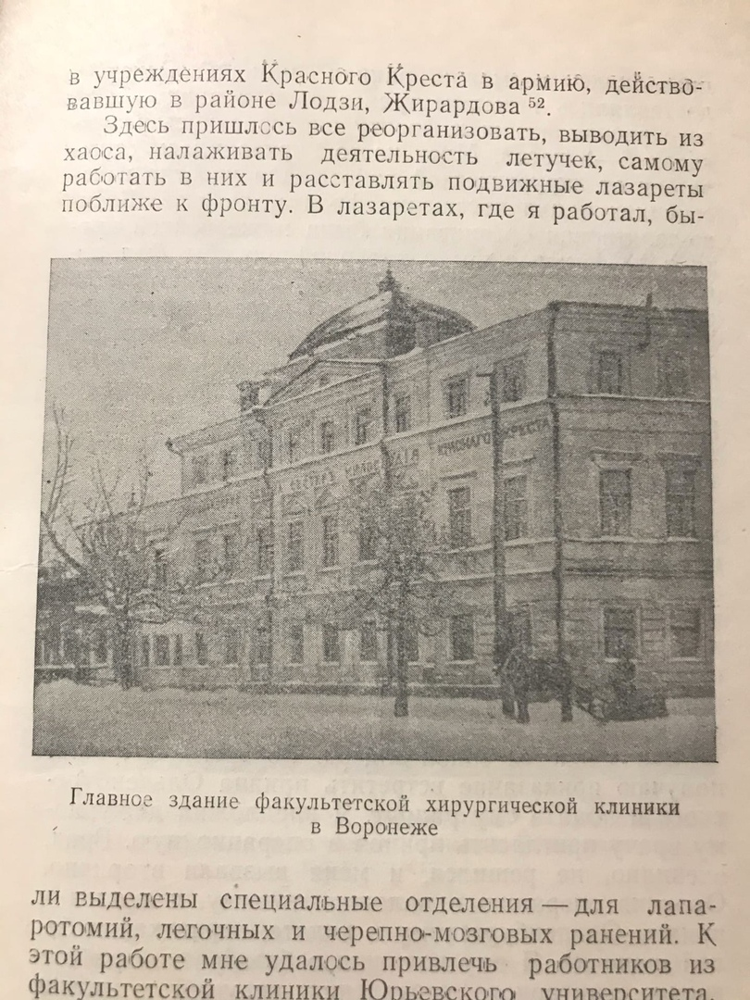 в учреждениях Красного Креста в армию, действо-
вавшую в районе Лодзи, Жирардова 52.
Здесь пришлось все реорганизовать, выводить из
хаоса, налаживать деятельность летучек, самому
работать в них и расставлять подвижные лазареты
поближе к фронту. В лазаретах, где я работал, бы-
КРАСНАГО КРЕСТА
Главное здание факультетской хирургической клиники
в Воронеже
ли выделены специальные отделения — для лапа-
ротомий, легочных и черепно-мозговых ранений. К
этой работе мне удалось привлечь работников из
факультетской клиники Юрьевского университета.